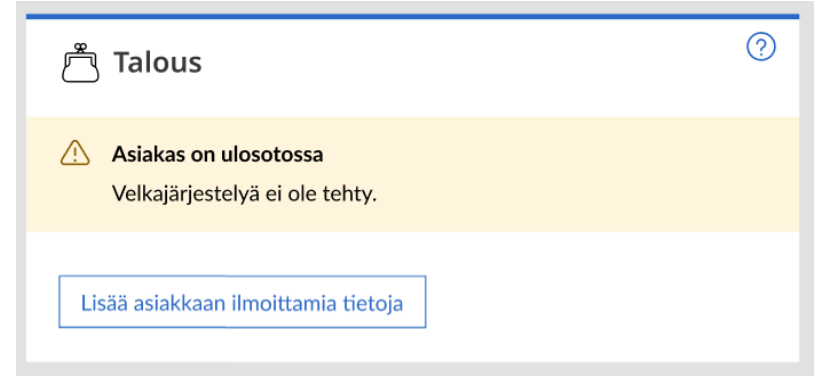 Talous
Asiakas on ulosotossa
Velkajärjestelyä ei ole tehty.
Lisää asiakkaan ilmoittamia tietoja